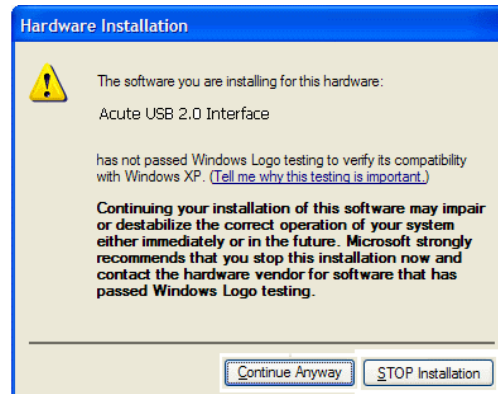 Hardware Installation
The software you are installing for this hardware:
Acute USB 2.0 Interface
has not passed Windows Logo testing to verify its compatibility
with Windows XP. (Tell me why this testing is important.)
Continuing your installation of this software may impair
or destabilize the correct operation of your system
either immediately or in the future. Microsoft strongly
recommends that you stop this installation now and
contact the hardware vendor for software that has
passed Windows Logo testing.
Continue Anyway
STOP Installation